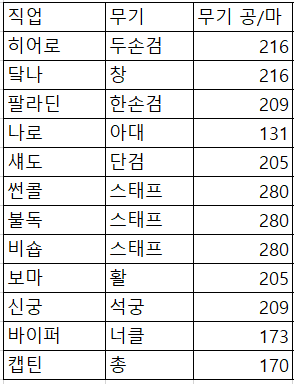 직업 무기 무기 공/마
히어로 두손검 216
닼나 창 216
팔라딘 한손검 209
나로 아대 131
섀도 단검 205
썬콜 스태프 280
불독 스태프 280
비숍 스태프 280
보마 활 205
신궁 석궁 209
바이퍼 너클 173
캡틴 총 170